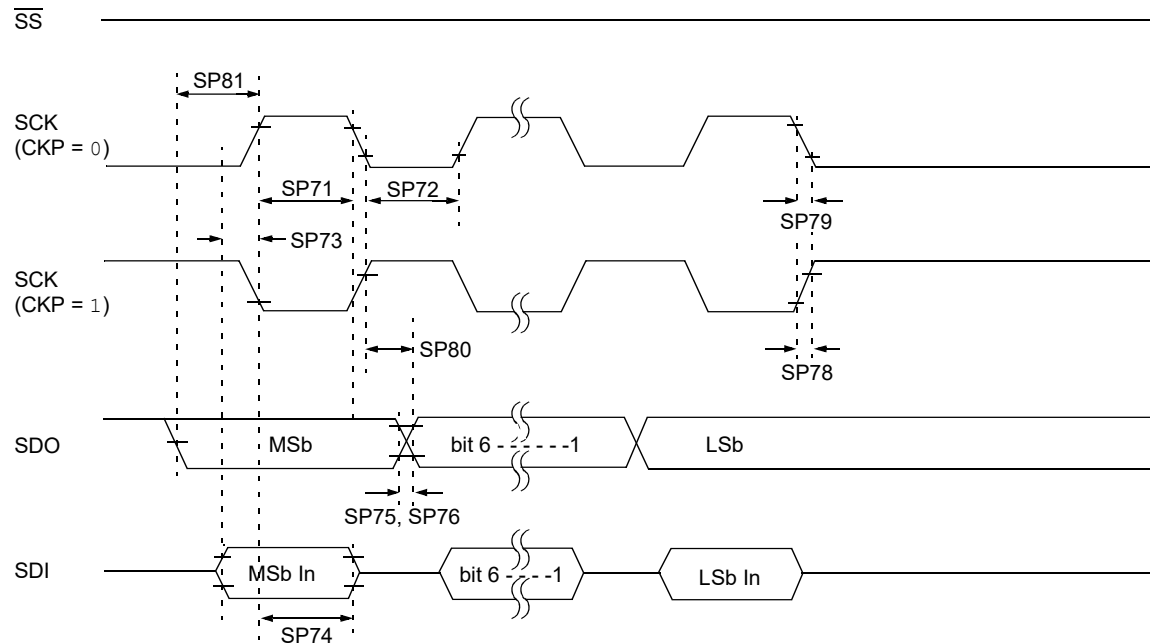 SS
SP81
SCK
(CKP = 0)
SP71
SP72
SP79
SP73
SCK
(CKP = 1)
SP80
SP78
SDO
MSb
bit 6 - - - - - -1
LSb
SP75, SP76
SDI
MSb In
bit 6 - - - -1
LSb In
SP74